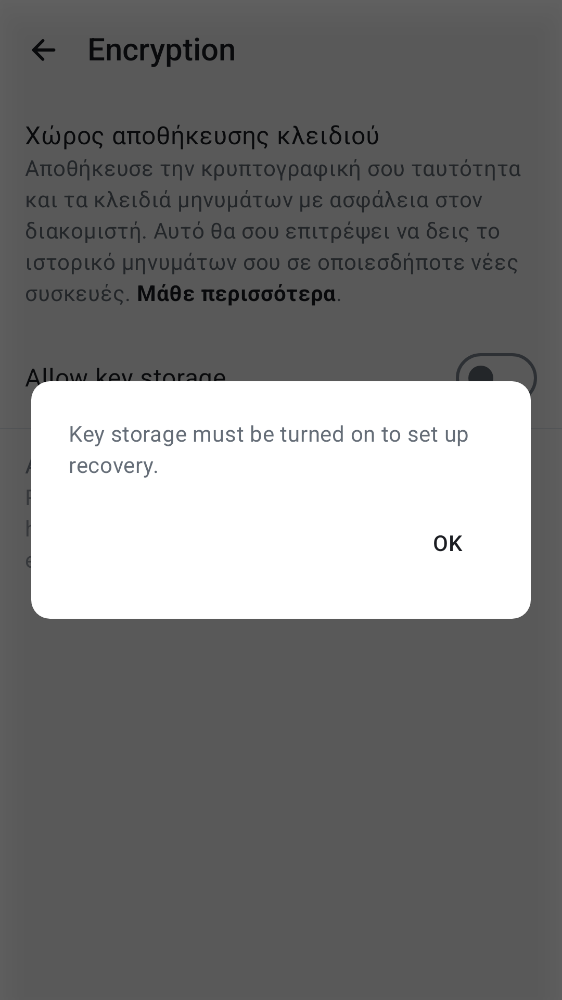 Encryption
Χώρος αποθήκευσης κλειδιού
Αποθήκευσε την κρυπτογραφική σου ταυτότητα
και τα κλειδιά μηνυμάτων με ασφάλεια στον
διακομιστή. Αυτό θα σου επιτρέψει να δεις το
ιστορικό μηνυμάτων σου σε οποιεσδήποτε νέες
συσκευές. Μάθε περισσότερα.
Allow key storage
Key storage must be turned on to set up
recovery.
OK